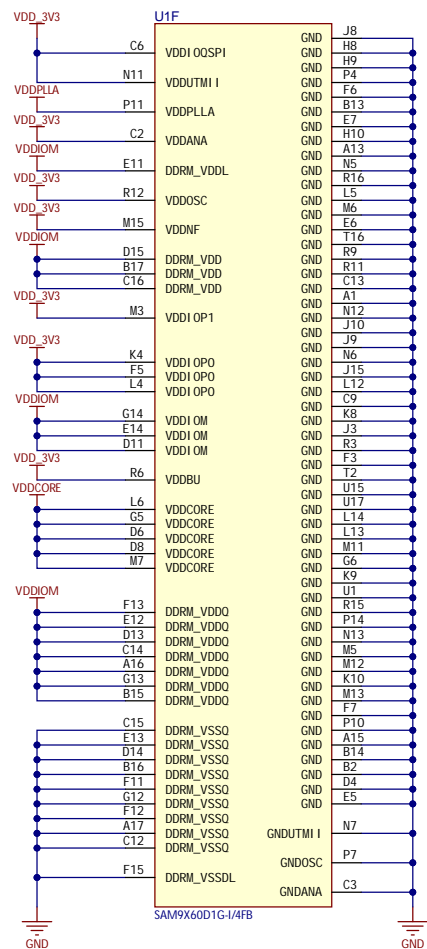 VDD_3V3
U1F
C6 VDDIOQSPI
N11 VDDUTMII
VDDPLLA
P11 VDDPLLA
VDD_3V3
C2 VDDANA
VDDIOM
E11 DDRM_VDDL
VDD_3V3
R12 VDDOSC
VDD_3V3
M15 VDDNF
VDDIOM
D15 DDRM_VDD
B17 DDRM_VDD
C16 DDRM_VDD
VDD_3V3
M3 VDDIOP1
VDD_3V3
K4 VDDIOP0
F5 VDDIOP0
L4 VDDIOP0
VDDIOM
G14 VDDIOM
E14 VDDIOM
D11 VDDIOM
VDD_3V3
R6 VDDBU
VDDCORE
L6 VDDCORE
G5 VDDCORE
D6 VDDCORE
D8 VDDCORE
M7 VDDCORE
VDDIOM
F13 DDRM_VDDQ
E12 DDRM_VDDQ
D13 DDRM_VDDQ
C14 DDRM_VDDQ
A16 DDRM_VDDQ
G13 DDRM_VDDQ
B15 DDRM_VDDQ
C15 DDRM_VSSQ
E13 DDRM_VSSQ
D14 DDRM_VSSQ
B16 DDRM_VSSQ
F11 DDRM_VSSQ
G12 DDRM_VSSQ
F12 DDRM_VSSQ
A17 DDRM_VSSQ
C12 DDRM_VSSQ
F15 DDRM_VSSDL
GND
GND J8
GND H8
GND H9
GND P4
GND F6
GND B13
GND E7
GND H10
GND A13
GND N5
GND R16
GND L5
GND M6
GND E6
GND T16
GND R9
GND R11
GND C13
GND A1
GND N12
GND J10
GND J9
GND N6
GND J15
GND L12
GND C9
GND K8
GND J3
GND R3
GND F3
GND T2
GND U15
GND U17
GND L14
GND L13
GND M11
GND G6
GND K9
GND U1
GND R15
GND P14
GND N13
GND M5
GND M12
GND K10
GND M13
GND F7
GND P10
GND A15
GND B14
GND B2
GND D4
GND E5
GNDUTMII N7
GNDOSC P7
GNDANA C3
GND
SAM9X60D1G-I/4FB